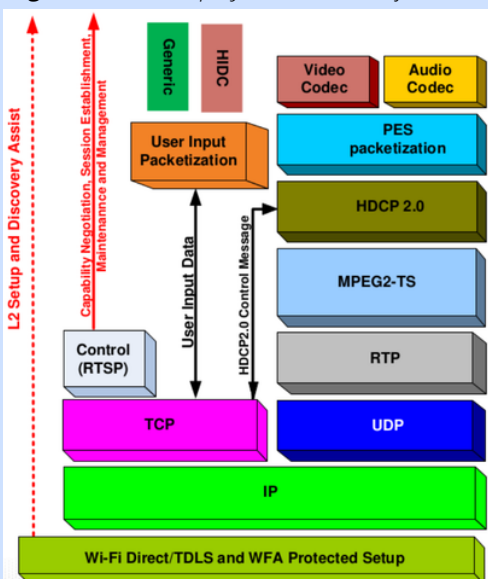 L2 Setup and Discovery Assist
Capability Negotiation, Session Establishment,
Maintenannce and Management
Generic
HIDC
Video
Codec
Audio
Codec
User Input
Packetization
PES
packetization
HDCP 2.0
User Input Data
HDCP2.0 Control Message
MPEG2-TS
Control
(RTSP)
RTP
TCP
UDP
IP
Wi-Fi Direct/TDLS and WFA Protected Setup